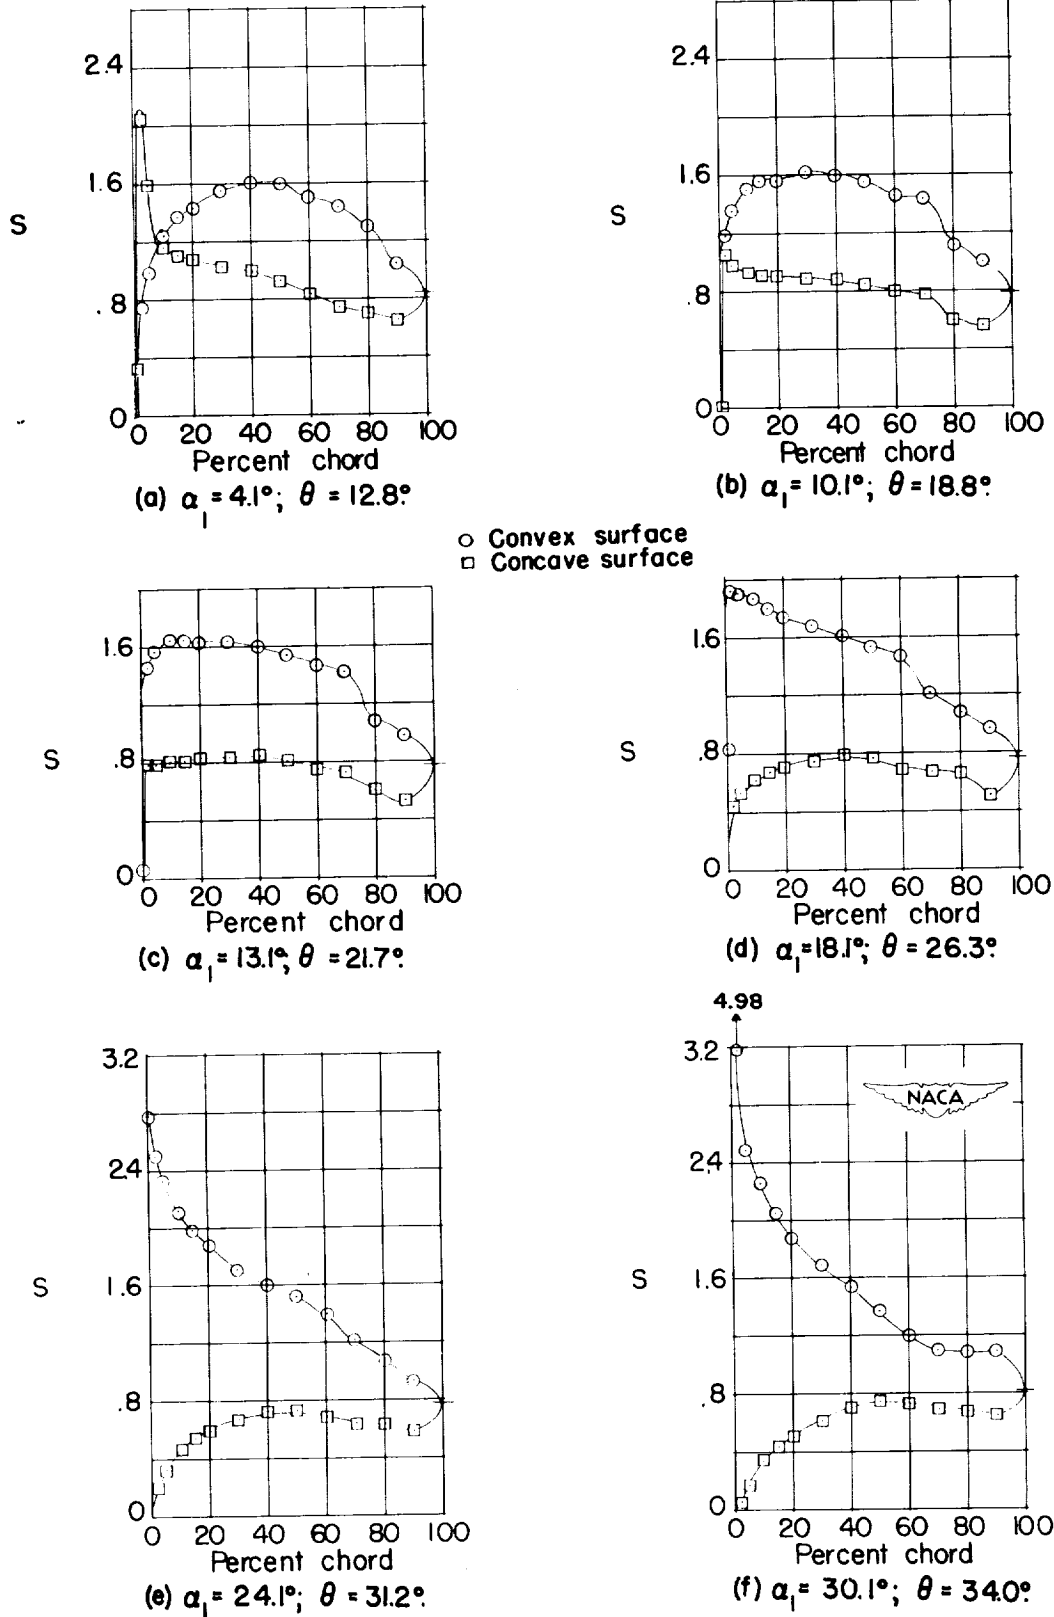 2.4
1.6
S
.8
0
0 20 40 60 80 100
Percent chord
(a) α₁ = 4.1°; θ = 12.8°.
2.4
1.6
S
.8
0
0 20 40 60 80 100
Percent chord
(b) α₁ = 10.1°; θ = 18.8°.
○ Convex surface
□ Concave surface
1.6
S
.8
0
0 20 40 60 80 100
Percent chord
(c) α₁ = 13.1°; θ = 21.7°.
1.6
S
.8
0
0 20 40 60 80 100
Percent chord
(d) α₁ = 18.1°; θ = 26.3°.
3.2
2.4
1.6
S
.8
0
0 20 40 60 80 100
Percent chord
(e) α₁ = 24.1°; θ = 31.2°.
4.98
3.2
NACA
2.4
1.6
S
.8
0
0 20 40 60 80 100
Percent chord
(f) α₁ = 30.1°; θ = 34.0°.